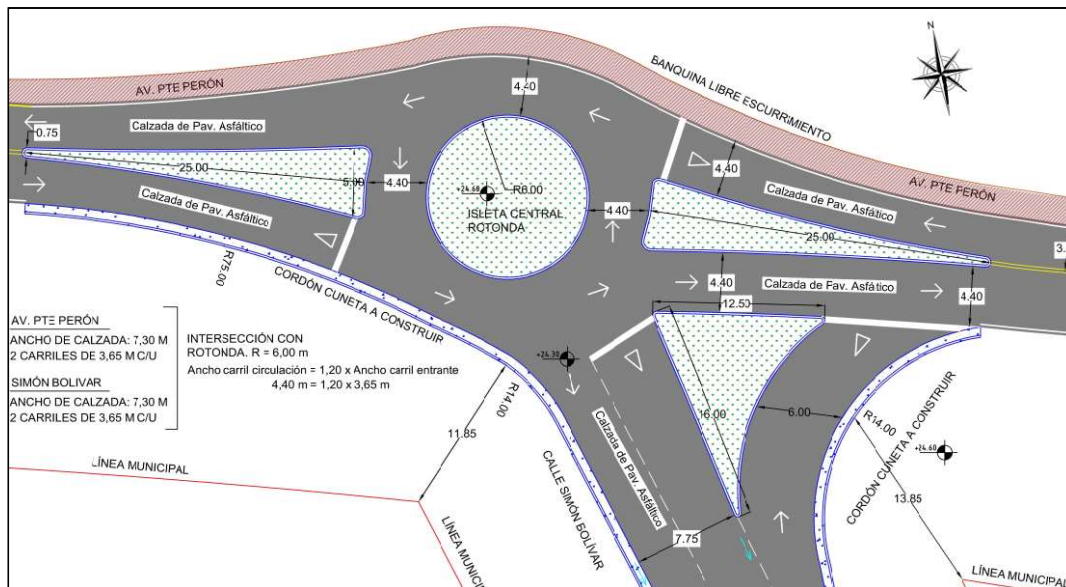 N
BANQUINA LIBRE ESCURRIMIENTO
AV. PTE PERÓN
4.40
Calzada de Pav. Asfáltico
0.75
25.00
5.00
4.40
Calzada de Pav. Asfáltico
+24.60
R6.00
ISLETA CENTRAL
ROTONDA
4.40
4.40
AV. PTE PERÓN
Calzada de Pav. Asfáltico
25.00
4.40
Calzada de Pav. Asfáltico
4.40
12.50
R75.00
CORDÓN CUNETA A CONSTRUIR
AV. PTE PERÓN
ANCHO DE CALZADA: 7,30 M
2 CARRILES DE 3,65 M C/U
SIMÓN BOLIVAR
ANCHO DE CALZADA: 7,30 M
2 CARRILES DE 3,65 M C/U
INTERSECCIÓN CON
ROTONDA. R = 6,00 m
Ancho carril circulación = 1,20 x Ancho carril entrante
4,40 m = 1,20 x 3,65 m
+24.30
R14.00
11.85
16.00
6.00
R14.00
+24.60
CORDÓN CUNETA A CONSTRUIR
13.85
Calzada de Pav. Asfáltico
CALLE SIMÓN BOLÍVAR
7.75
LÍNEA MUNICIPAL
LÍNEA MUNICIPAL